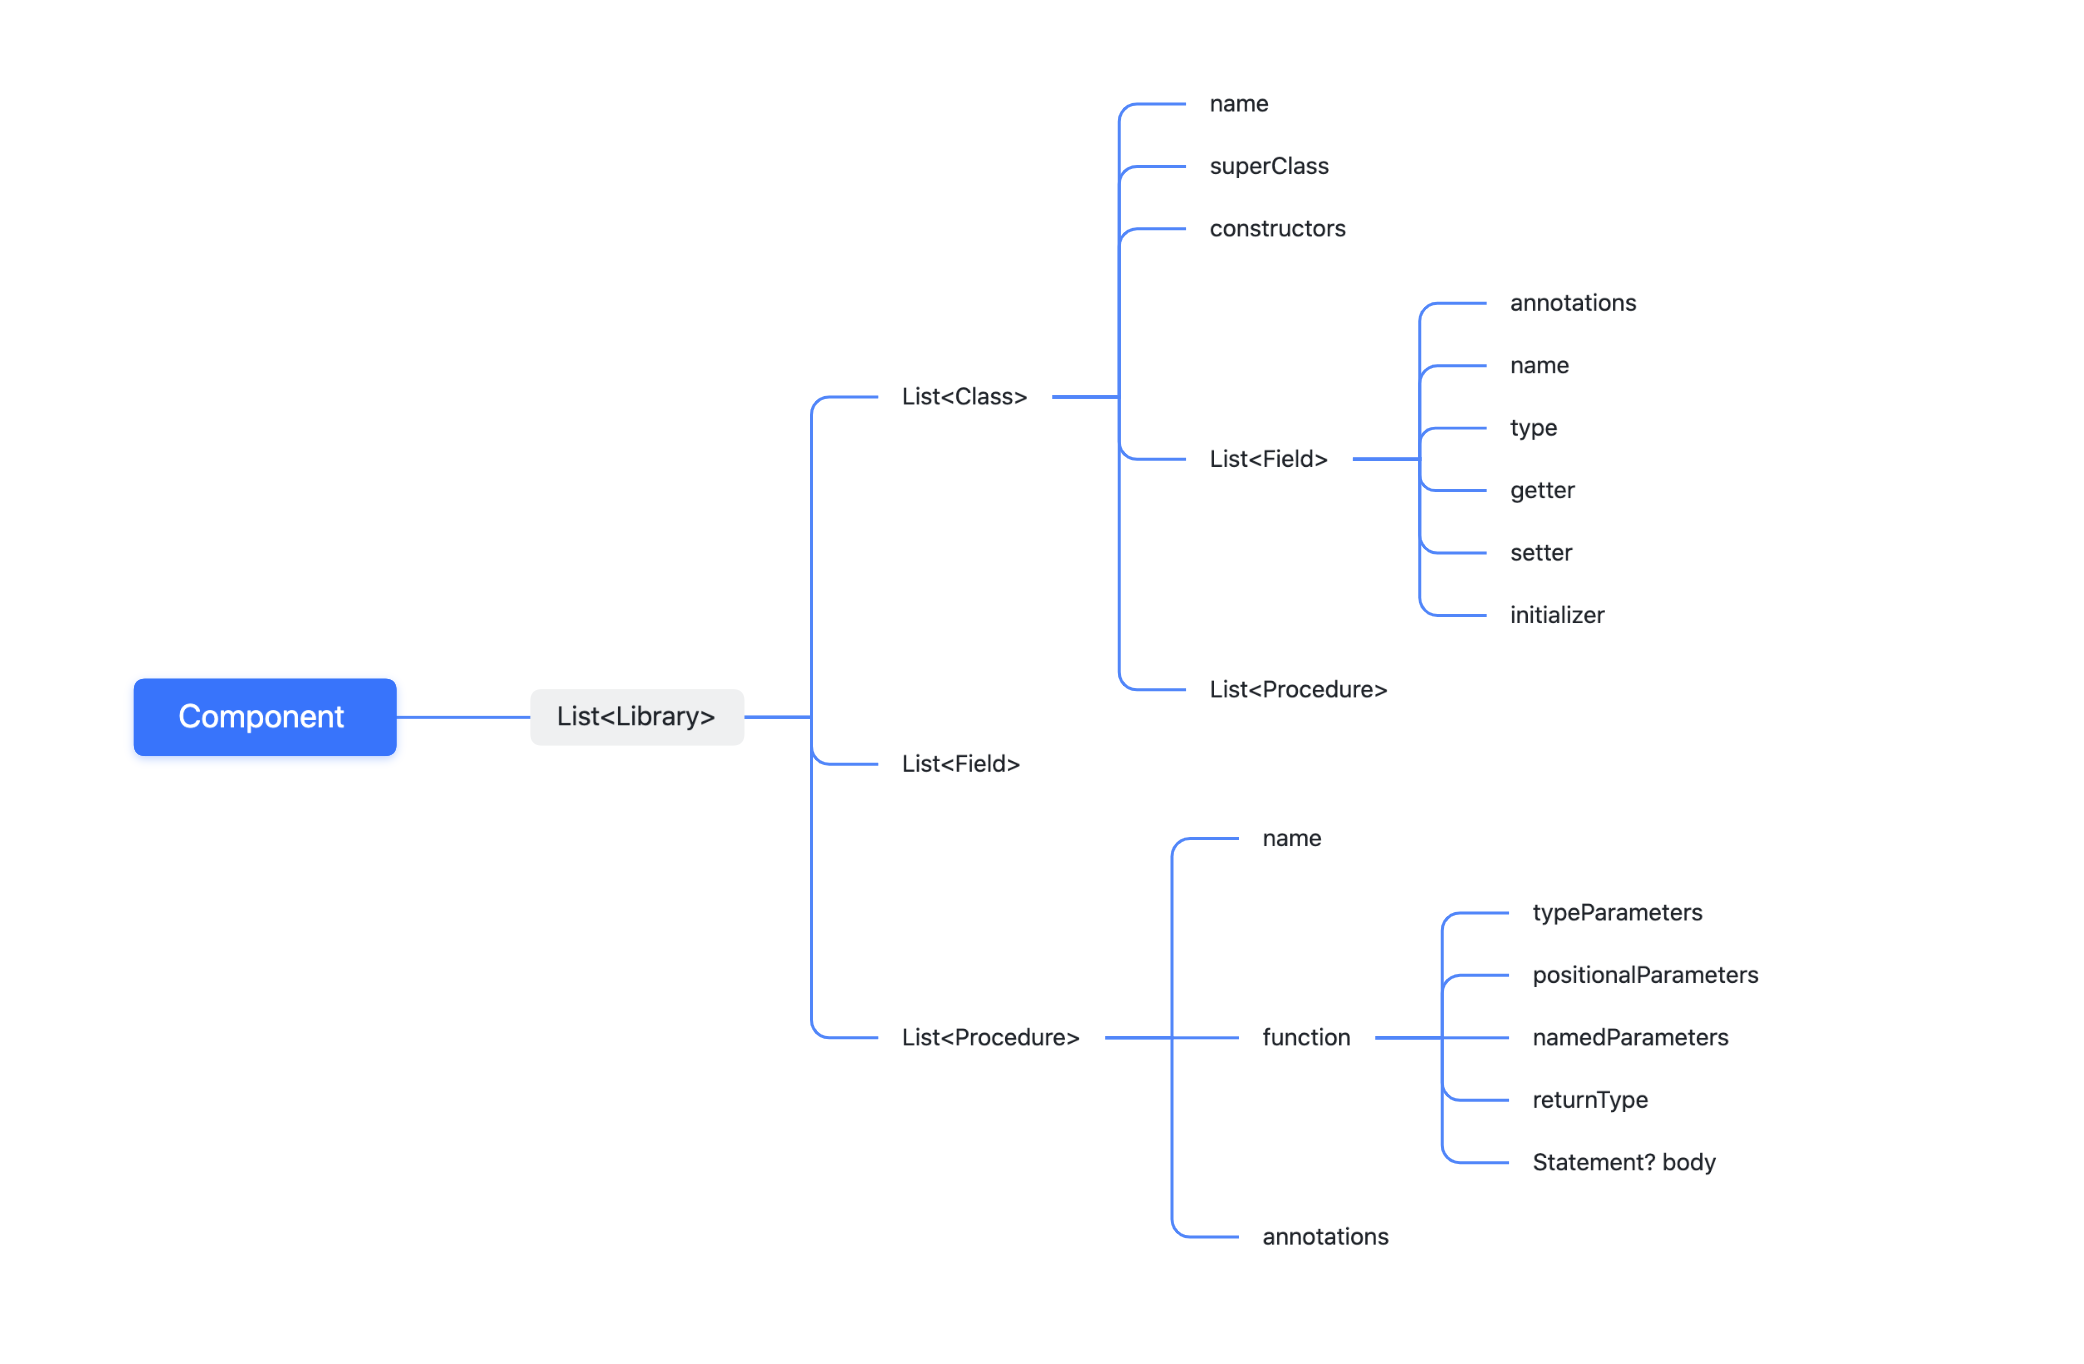 Component
List<Library>
List<Class>
name
superClass
constructors
List<Field>
annotations
name
type
getter
setter
initializer
List<Procedure>
List<Field>
List<Procedure>
name
function
typeParameters
positionalParameters
namedParameters
returnType
Statement? body
annotations